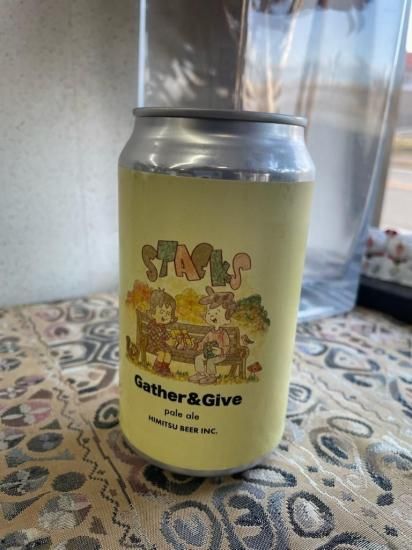 STACKS
Gather&Give
pale ale
HIMITSU BEER INC.